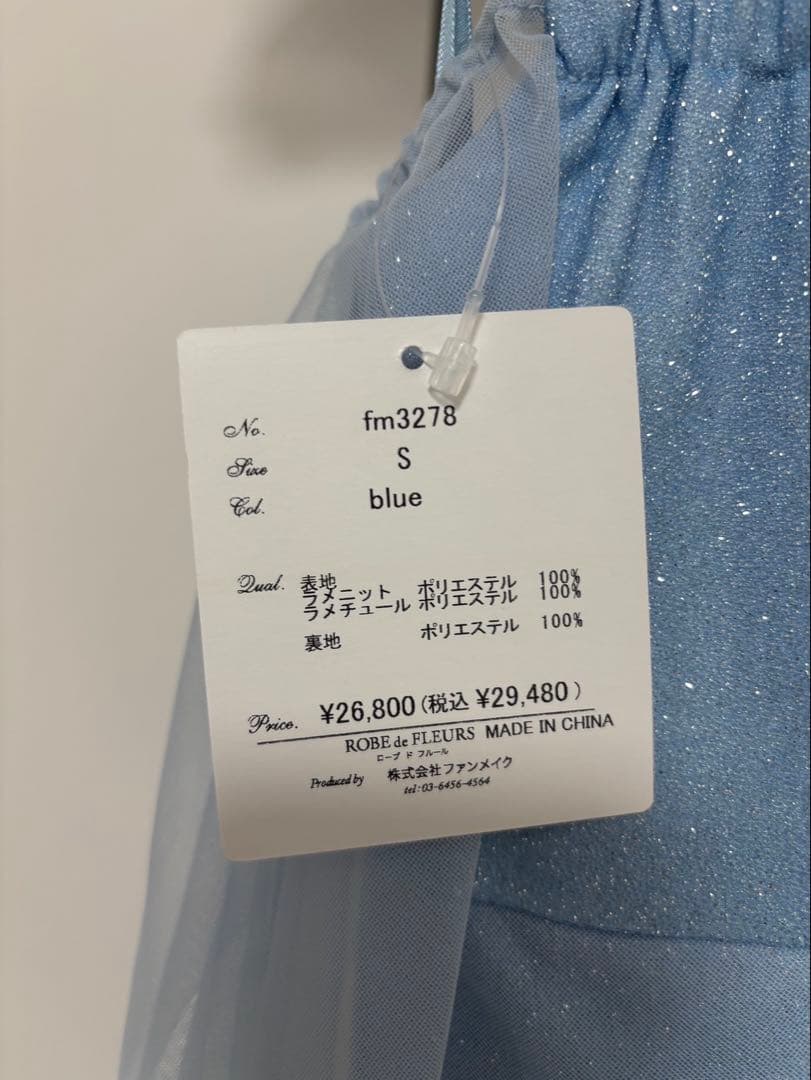 No. fm3278
Size S
Col. blue
Qual. 表地
ラメニット ポリエステル 100%
ラメチュール ポリエステル 100%
裏地 ポリエステル 100%
Price. ¥26,800(税込 ¥29,480)
ROBE de FLEURS MADE IN CHINA
ローブ ド フルール
Produced by 株式会社ファンメイク
tel:03-6456-4564